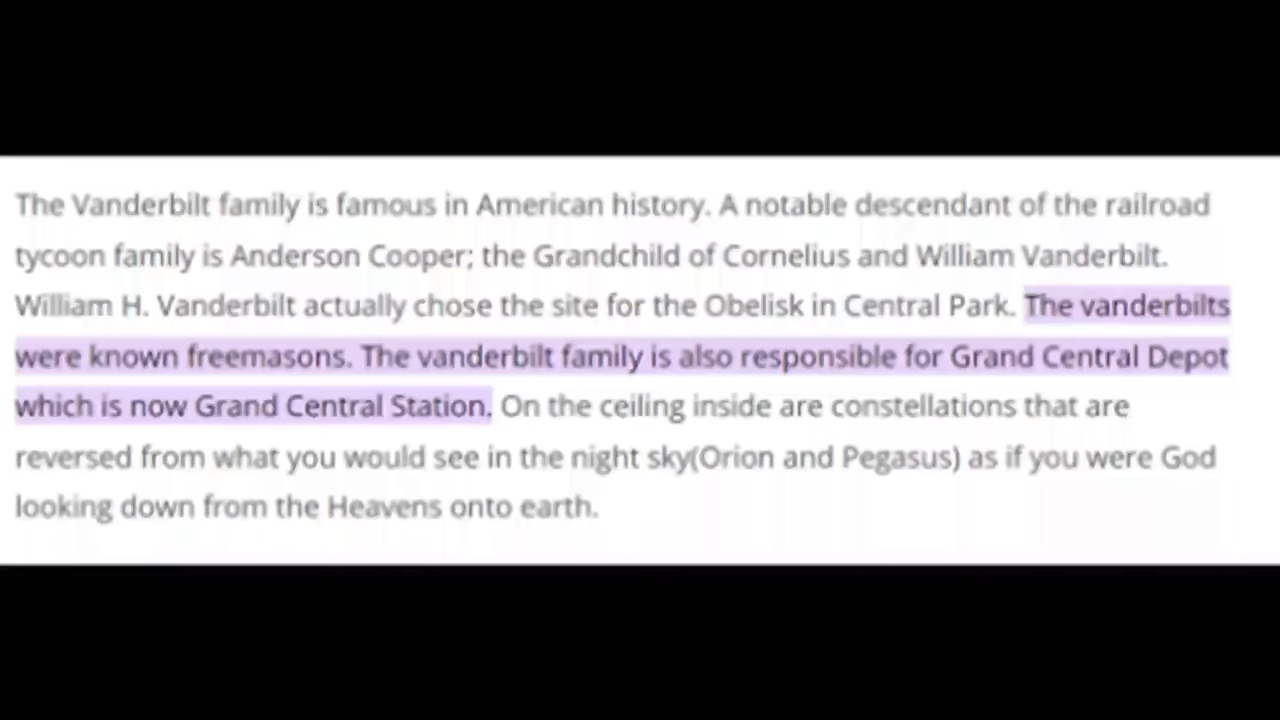 The Vanderbilt family is famous in American history. A notable descendant of the railroad
tycoon family is Anderson Cooper; the Grandchild of Cornelius and William Vanderbilt.
William H. Vanderbilt actually chose the site for the Obelisk in Central Park. The vanderbilts
were known freemasons. The vanderbilt family is also responsible for Grand Central Depot
which is now Grand Central Station. On the ceiling inside are constellations that are
reversed from what you would see in the night sky(Orion and Pegasus) as if you were God
looking down from the Heavens onto earth.